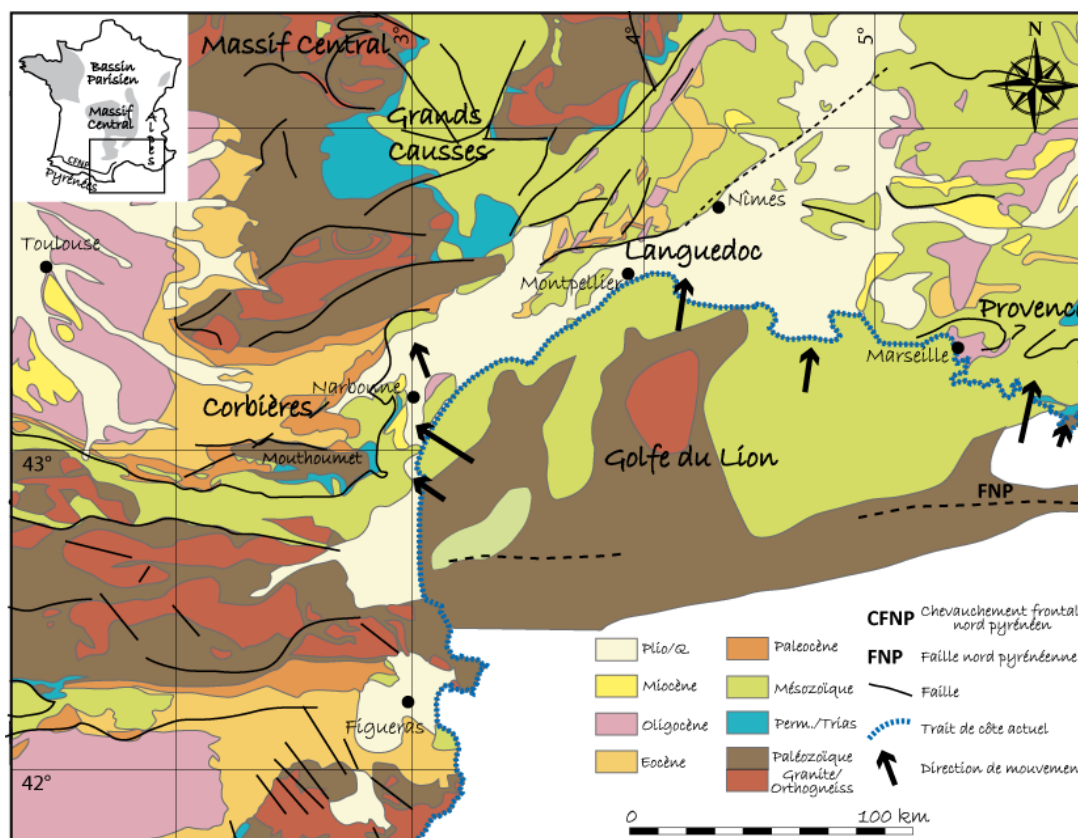 Bassin
Parisien
Massif
Central
ALPES
CFNP
Pyrénées
Massif Central
3°
4°
5°
N
Grands
Causses
Nîmes
Toulouse
Languedoc
Montpellier
Provenc
Marseille
Narbonne
Corbières
43°
Mouthoumet
Golfe du Lion
FNP
Figueras
42°
Plio/Q.
Miocène
Oligocène
Eocène
Paleocène
Mésozoïque
Perm./Trias
Paléozoïque
Granite/
Orthogneiss
CFNP Chevauchement frontal
nord pyrénéen
FNP Faille nord pyrénéenne
Faille
Trait de côte actuel
Direction de mouvemen
0 100 km